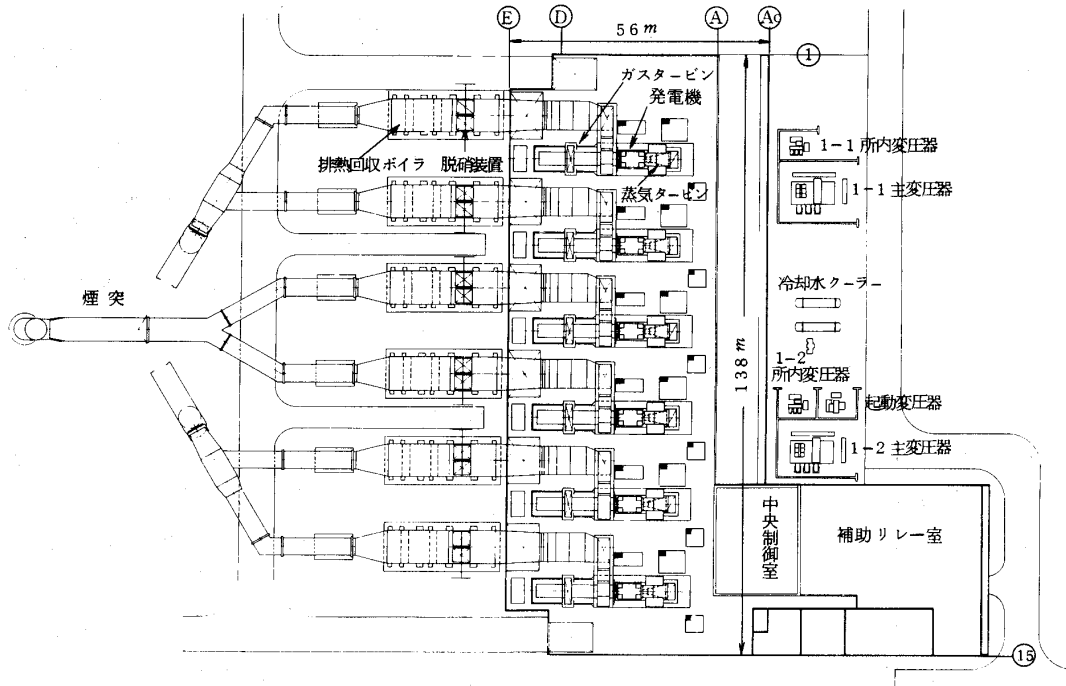 E
D
A
Ac
56m
1
ガスタービン
発電機
1-1 所内変圧器
排熱回収ボイラ
脱硝装置
蒸気タービン
1-1 主変圧器
煙突
冷却水クーラー
138m
1-2
所内変圧器
起動変圧器
1-2 主変圧器
中央制御室
補助リレー室
15